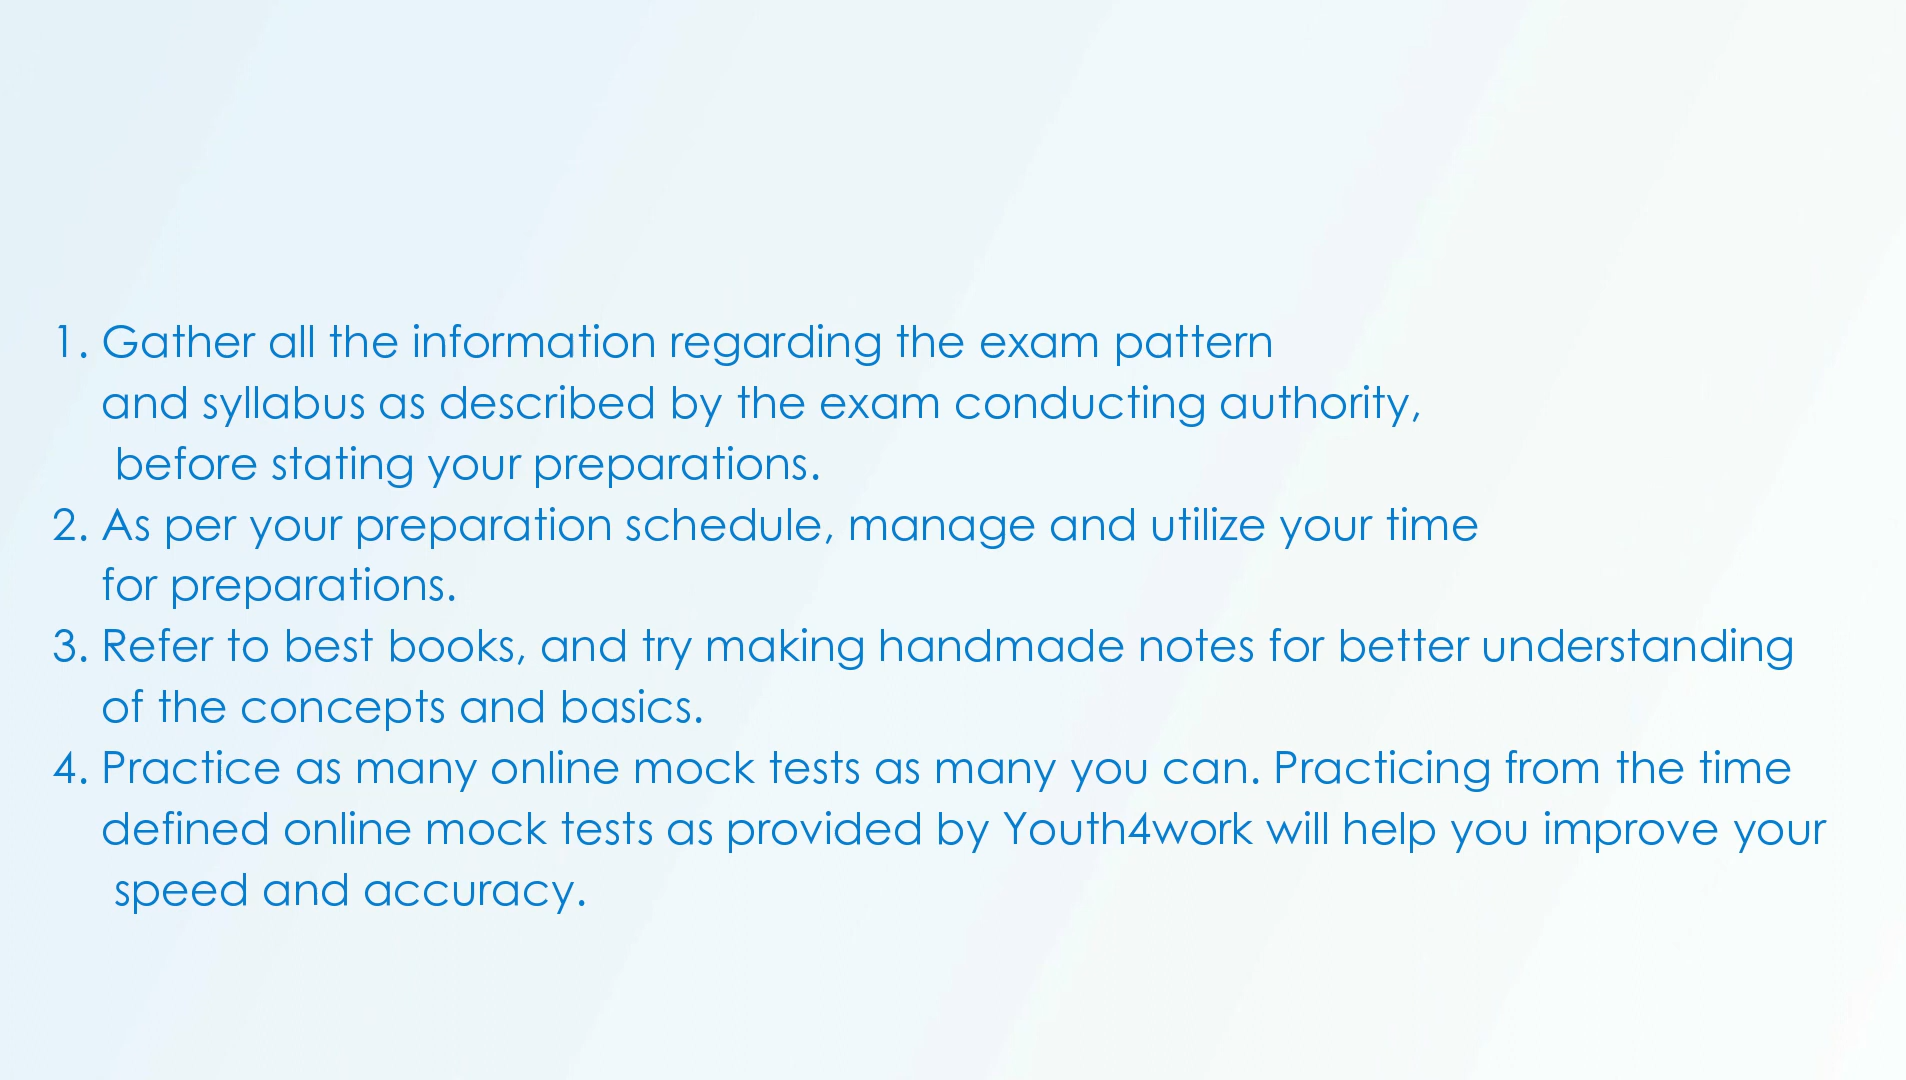 1. Gather all the information regarding the exam pattern
and syllabus as described by the exam conducting authority,
before stating your preparations.
2. As per your preparation schedule, manage and utilize your time
for preparations.
3. Refer to best books, and try making handmade notes for better understanding
of the concepts and basics.
4. Practice as many online mock tests as many you can. Practicing from the time
defined online mock tests as provided by Youth4work will help you improve your
speed and accuracy.